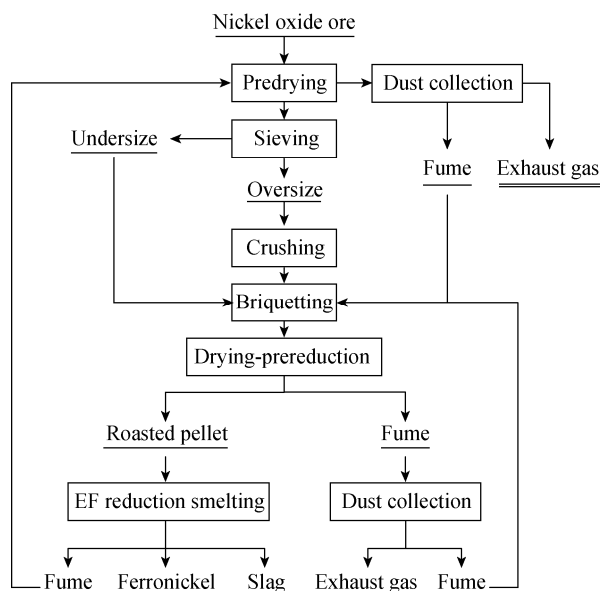 Nickel oxide ore
Predrying
Dust collection
Undersize
Sieving
Fume
Exhaust gas
Oversize
Crushing
Briquetting
Drying-prereduction
Roasted pellet
Fume
EF reduction smelting
Dust collection
Fume
Ferronickel
Slag
Exhaust gas
Fume